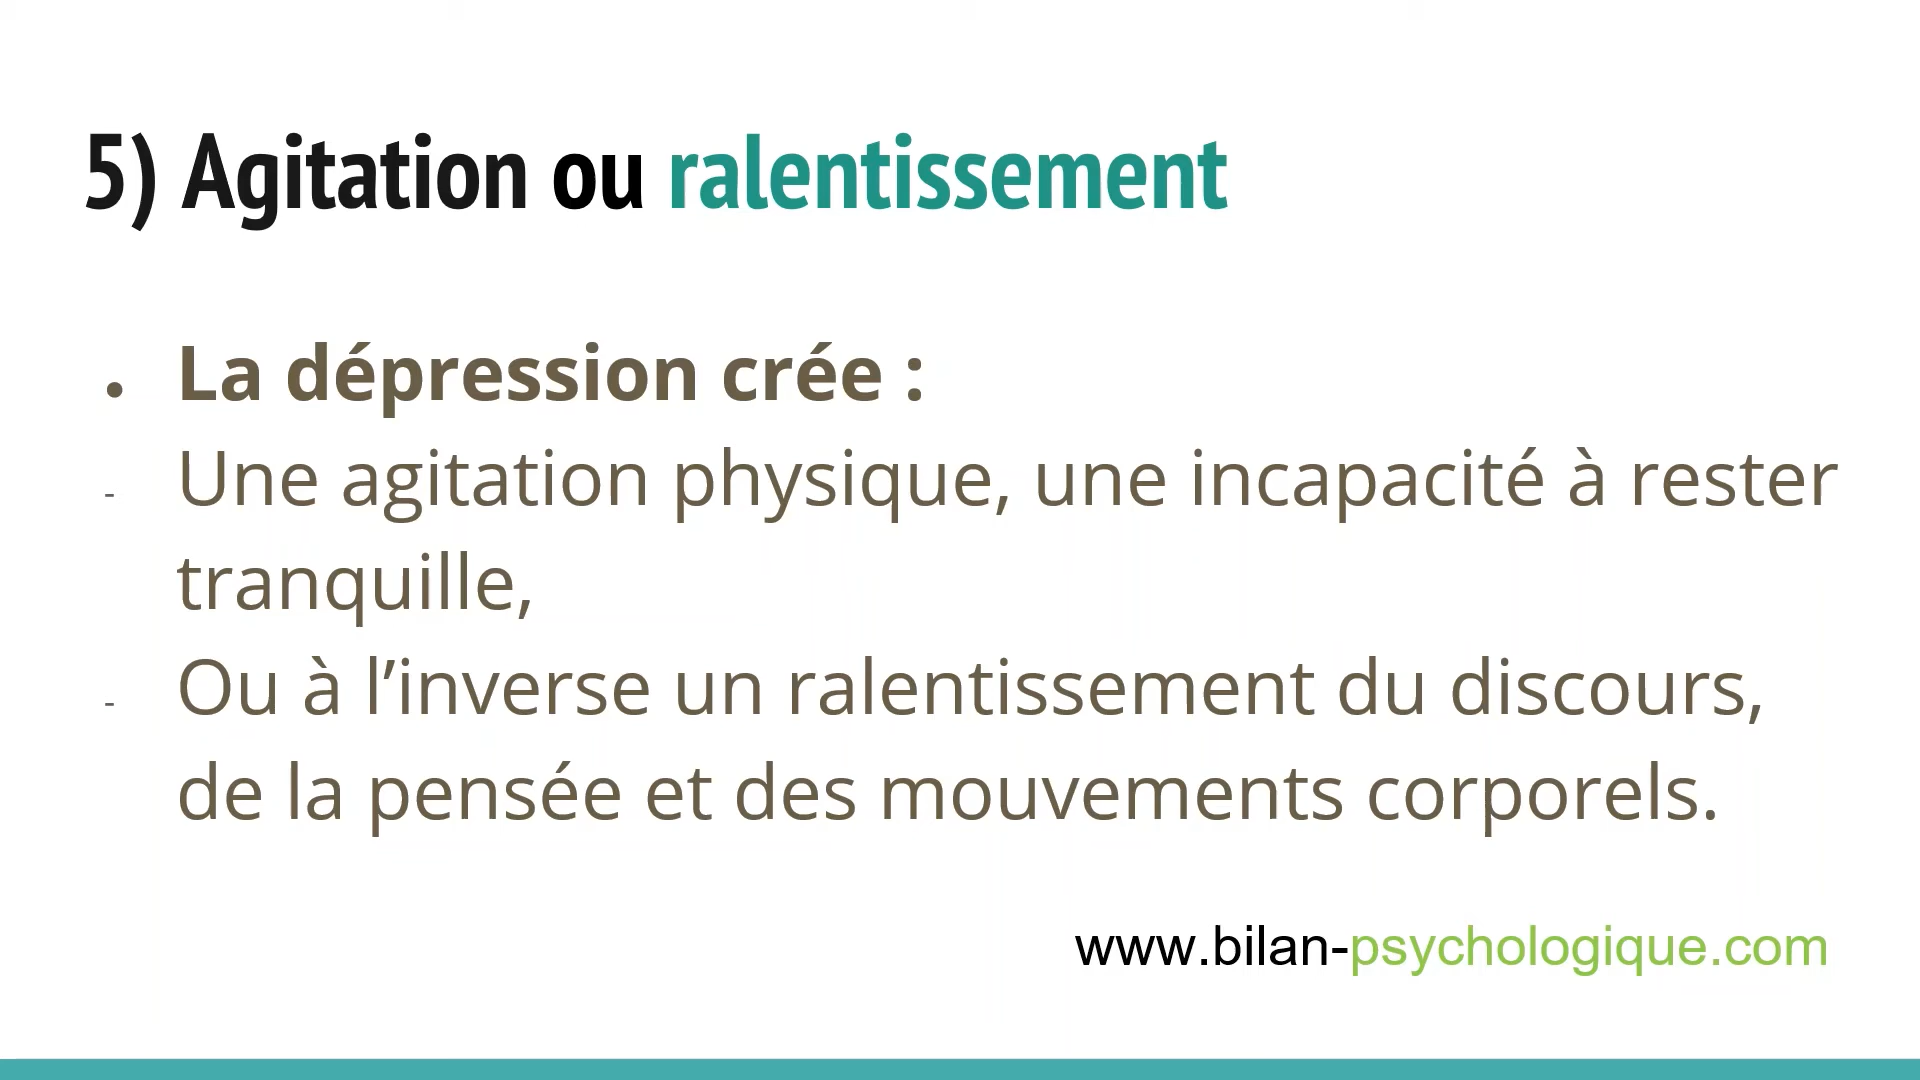 5) Agitation ou ralentissement
● La dépression crée :
- Une agitation physique, une incapacité à rester
tranquille,
- Ou à l’inverse un ralentissement du discours,
de la pensée et des mouvements corporels.
www.bilan-psychologique.com